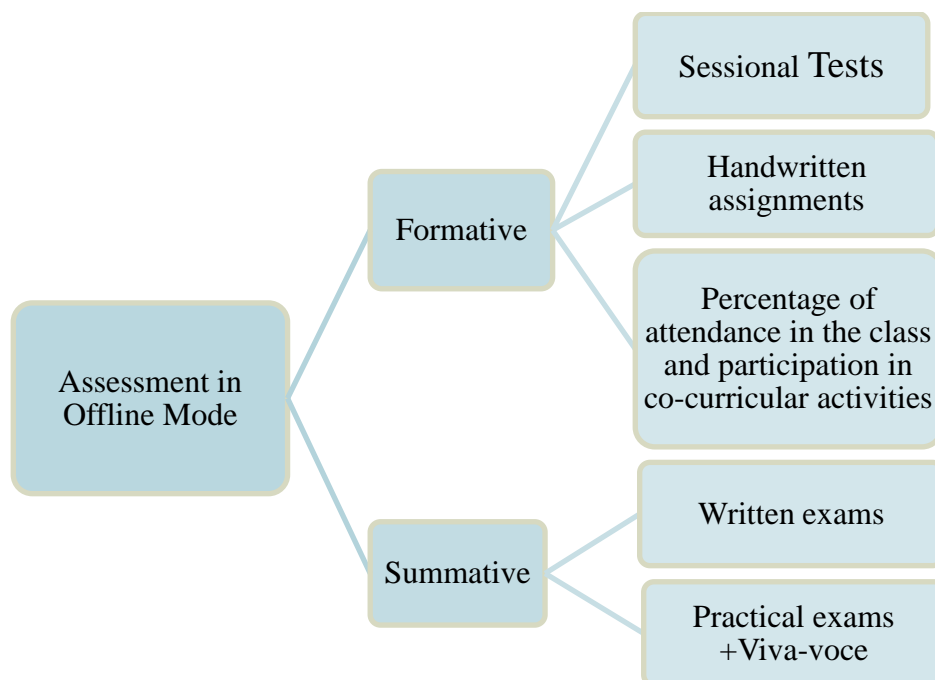 Assessment in
Offline Mode
Formative
Sessional Tests
Handwritten
assignments
Percentage of
attendance in the class
and participation in
co-curricular activities
Summative
Written exams
Practical exams
+Viva-voce